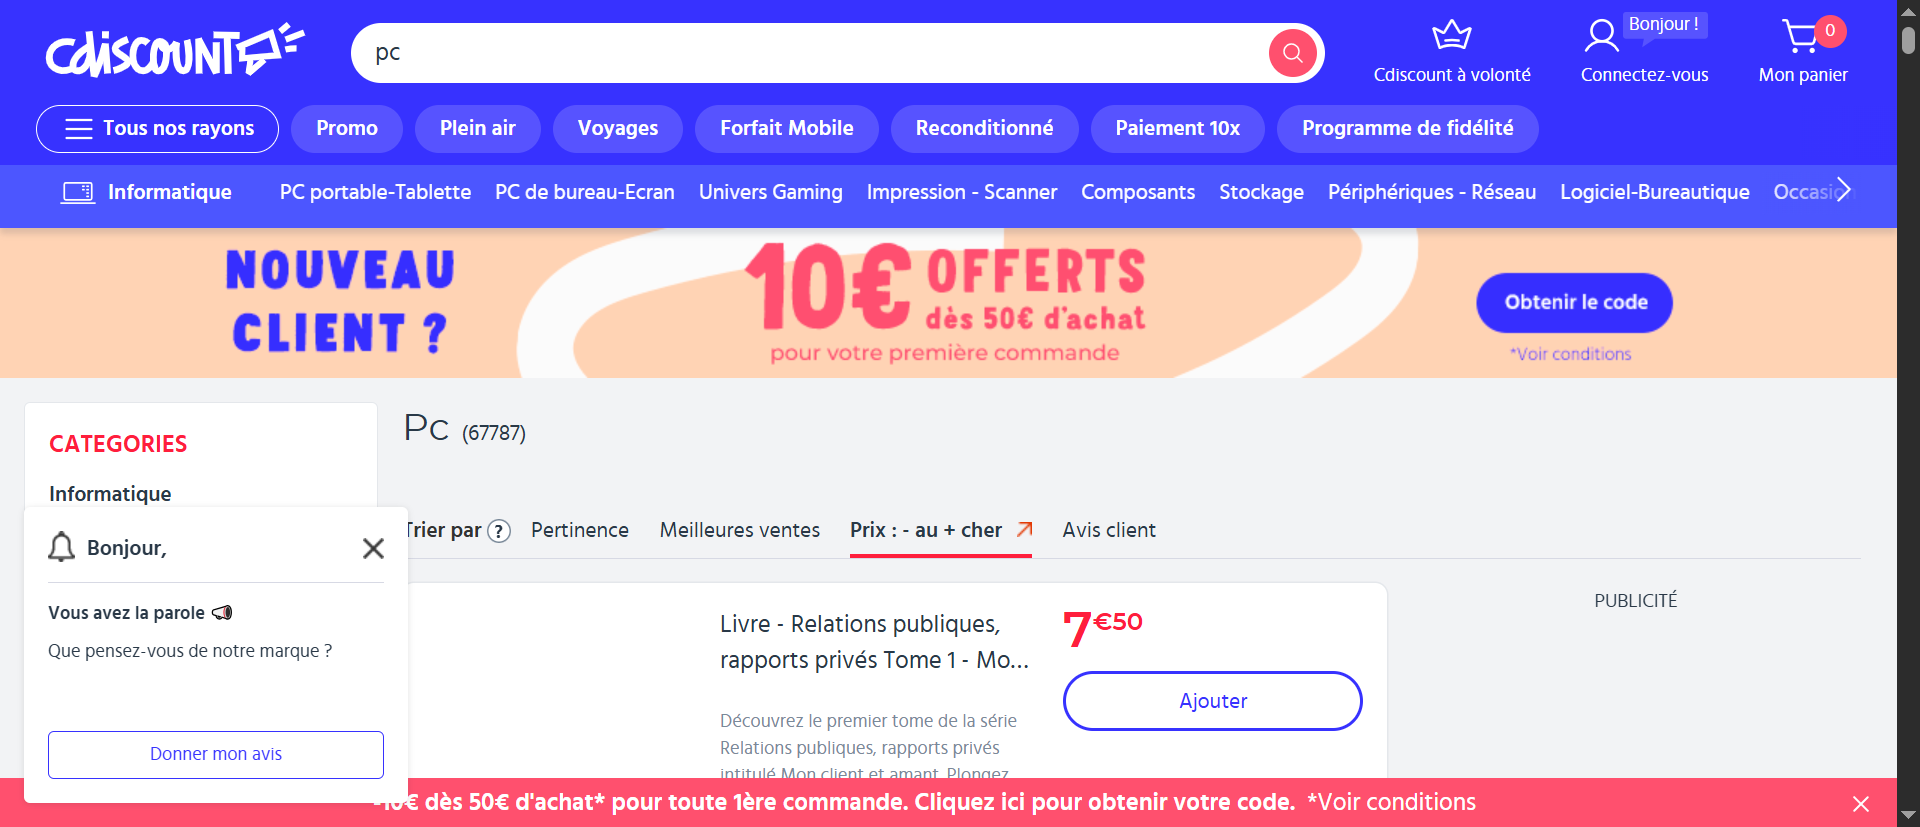 cdiscount
pc
Cdiscount à volonté
Bonjour !
Connectez-vous
0
Mon panier
Tous nos rayons
Promo
Plein air
Voyages
Forfait Mobile
Reconditionné
Paiement 10x
Programme de fidélité
Informatique
PC portable-Tablette
PC de bureau-Ecran
Univers Gaming
Impression - Scanner
Composants
Stockage
Périphériques - Réseau
Logiciel-Bureautique
Occasion
NOUVEAU
CLIENT ?
10€ OFFERTS
dès 50€ d'achat
pour votre première commande
Obtenir le code
*Voir conditions
CATEGORIES
Informatique
Pc (67787)
Trier par ?
Pertinence
Meilleures ventes
Prix : - au + cher
Avis client
Bonjour,
Vous avez la parole
Que pensez-vous de notre marque ?
Donner mon avis
Livre - Relations publiques,
rapports privés Tome 1 - Mo...
Découvrez le premier tome de la série
Relations publiques, rapports privés
intitulé Mon client et amant. Plongez
7€50
Ajouter
PUBLICITÉ
-10€ dès 50€ d'achat* pour toute 1ère commande. Cliquez ici pour obtenir votre code. *Voir conditions